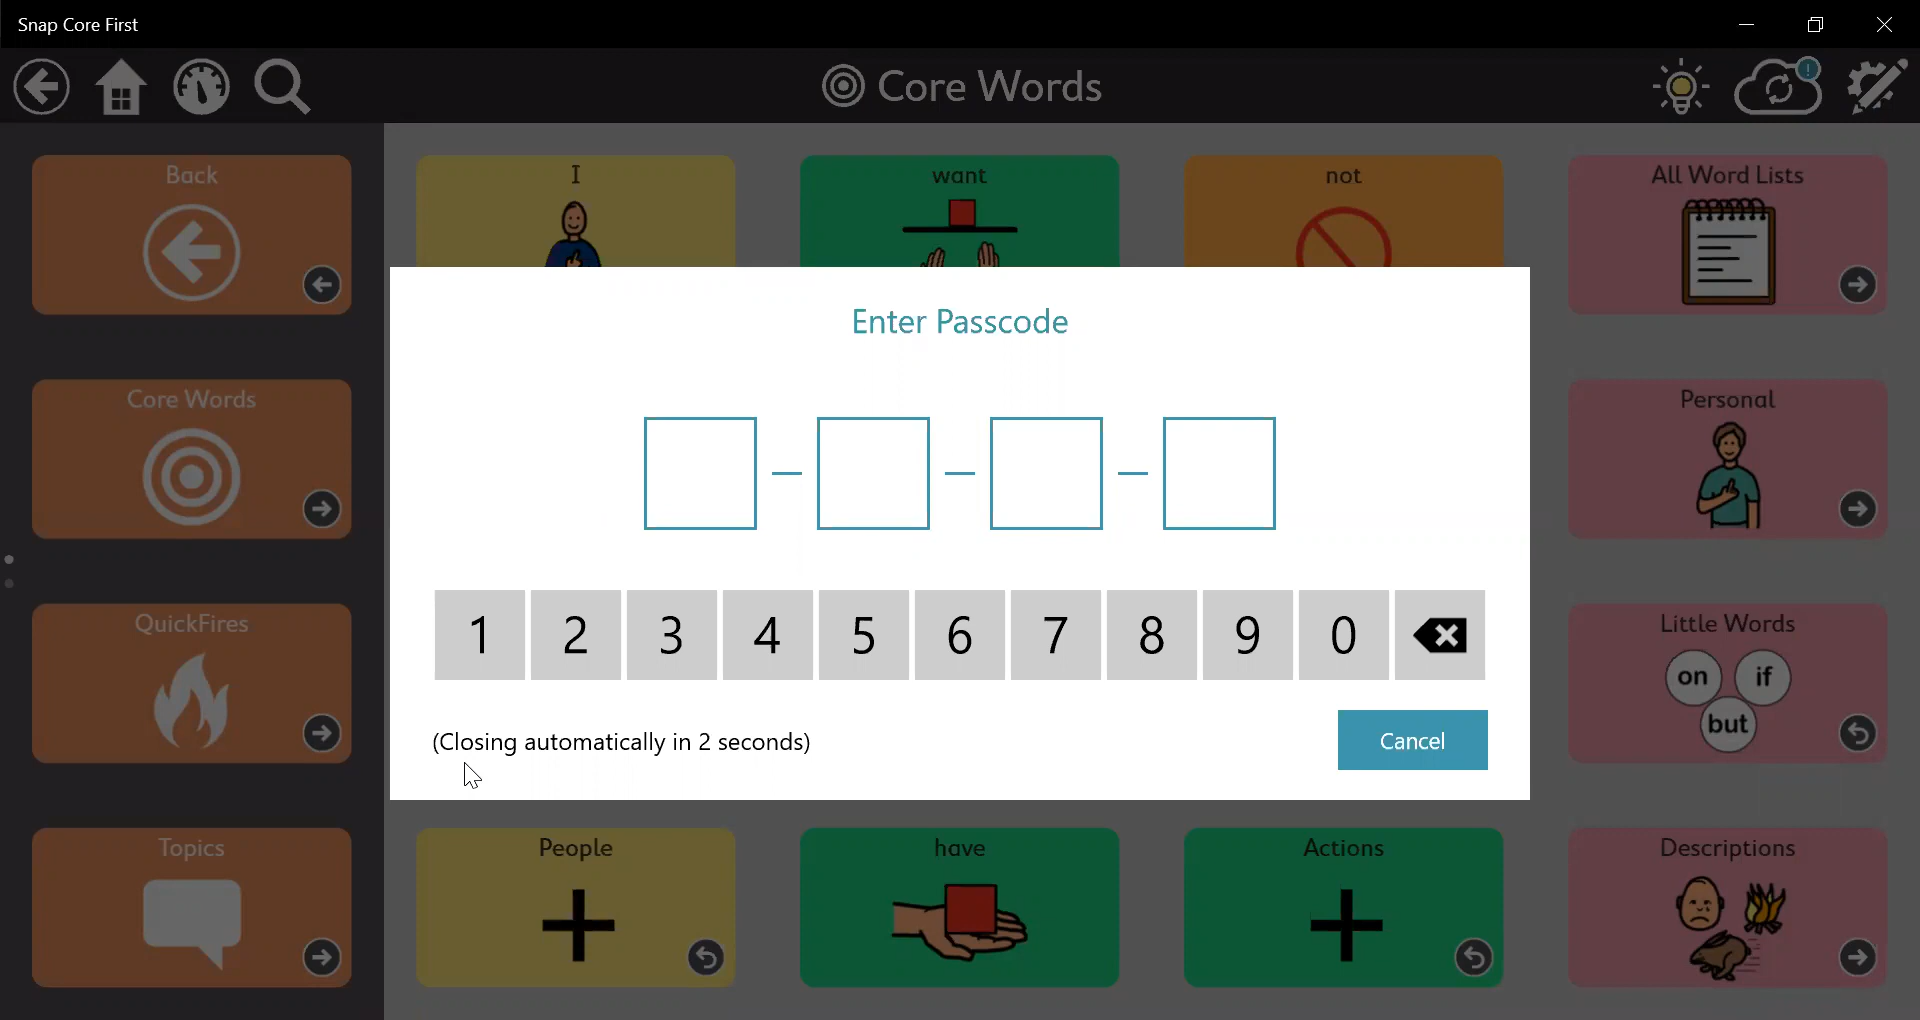 Snap Core First
Core Words
Back
I
want
not
All Word Lists
Enter Passcode
Core Words
Personal
QuickFires
1 2 3 4 5 6 7 8 9 0
Little Words
on if
but
(Closing automatically in 2 seconds)
Cancel
Topics
People
have
Actions
Descriptions